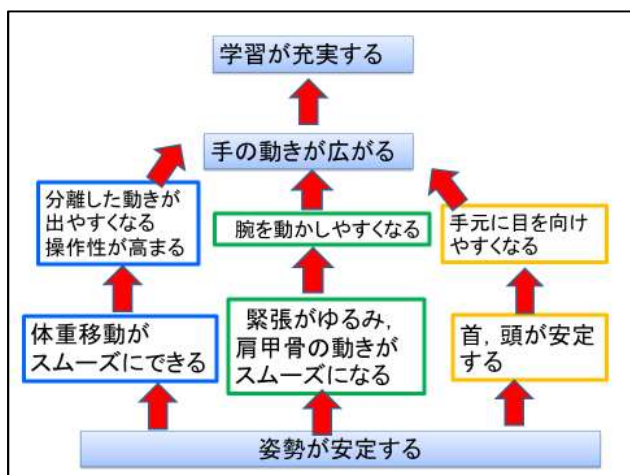 学習が充実する
手の動きが広がる
分離した動きが
出やすくなる
操作性が高まる
腕を動かしやすくなる
手元に目を向け
やすくなる
体重移動が
スムーズにできる
緊張がゆるみ，
肩甲骨の動きが
スムーズになる
首，頭が安定
する
姿勢が安定する